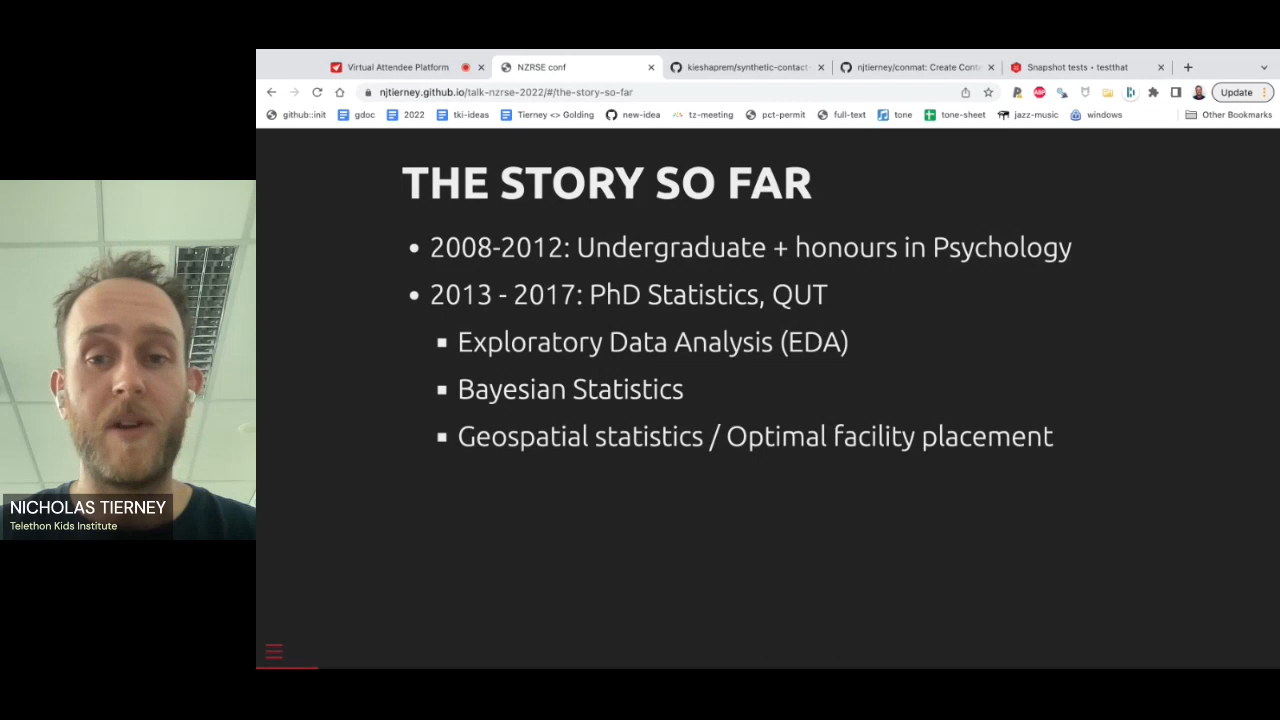 Virtual Attendee Platform
NZRSE conf
kieshaprem/synthetic-contact-
njtierney/conmat: Create Conta
Snapshot tests • testthat
njtierney.github.io/talk-nzrse-2022/#/the-story-so-far
Update
github::init
gdoc
2022
tki-ideas
Tierney <> Golding
new-idea
tz-meeting
pct-permit
full-text
tone
tone-sheet
jazz-music
windows
Other Bookmarks
THE STORY SO FAR
• 2008-2012: Undergraduate + honours in Psychology
• 2013 - 2017: PhD Statistics, QUT
▪ Exploratory Data Analysis (EDA)
▪ Bayesian Statistics
▪ Geospatial statistics / Optimal facility placement
NICHOLAS TIERNEY
Telethon Kids Institute